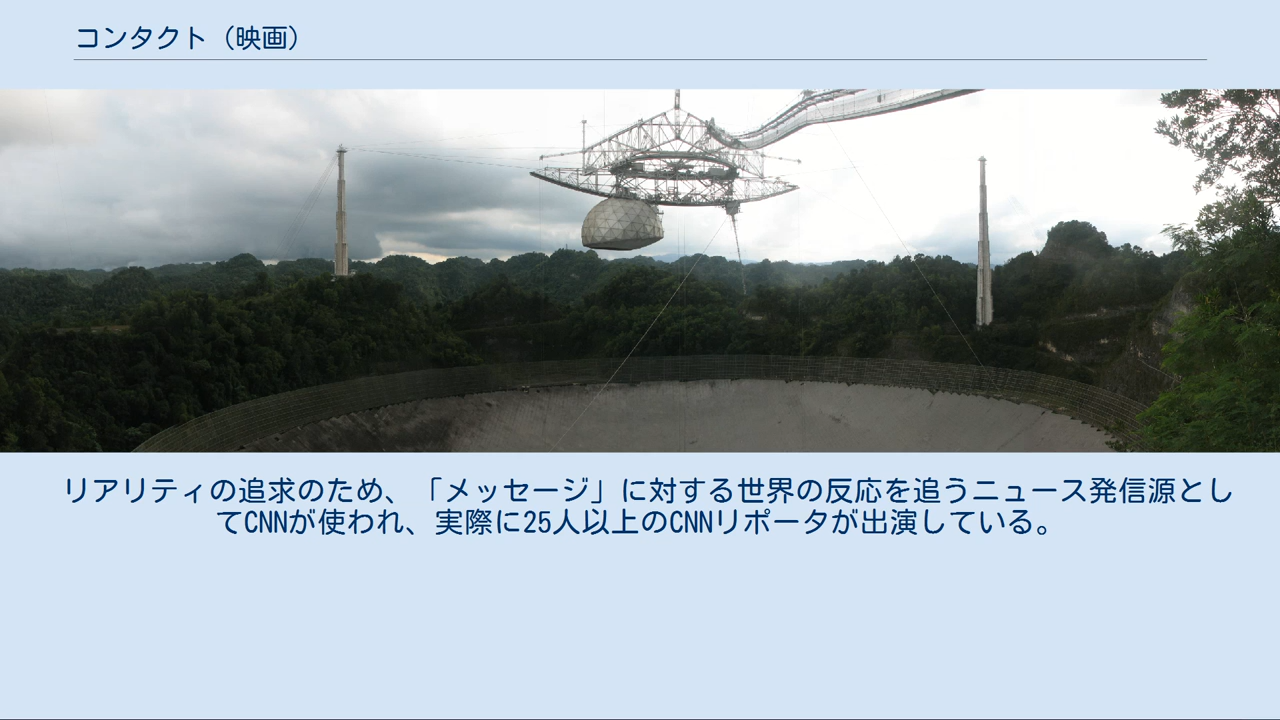 コンタクト（映画）
リアリティの追求のため、「メッセージ」に対する世界の反応を追うニュース発信源とし
てCNNが使われ、実際に25人以上のCNNリポータが出演している。